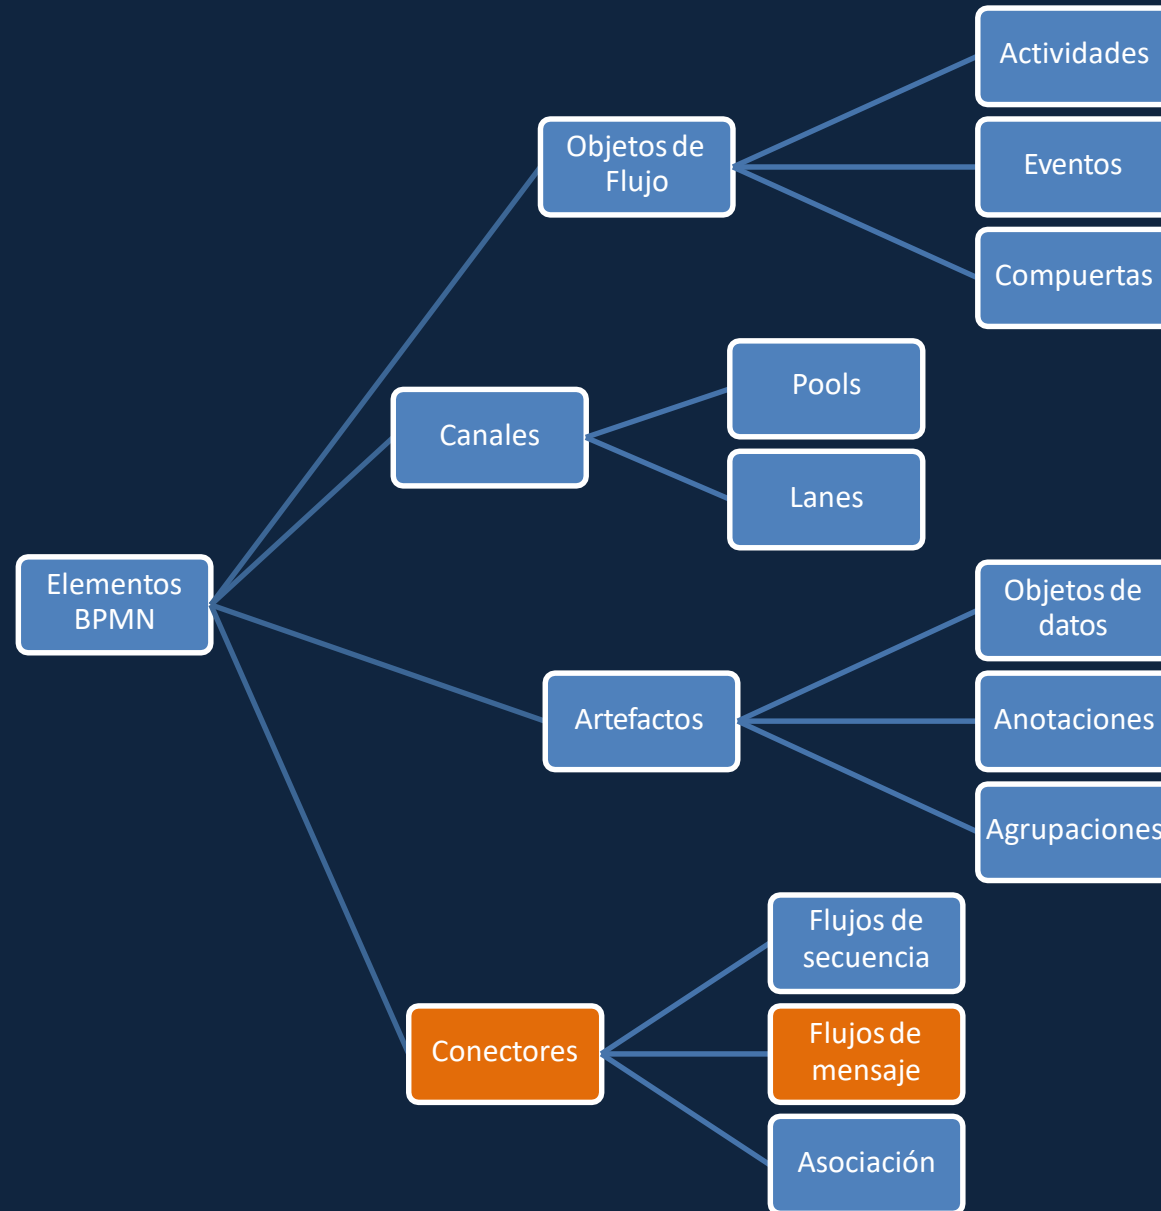 Elementos
BPMN
Objetos de
Flujo
Actividades
Eventos
Compuertas
Canales
Pools
Lanes
Artefactos
Objetos de
datos
Anotaciones
Agrupaciones
Conectores
Flujos de
secuencia
Flujos de
mensaje
Asociación